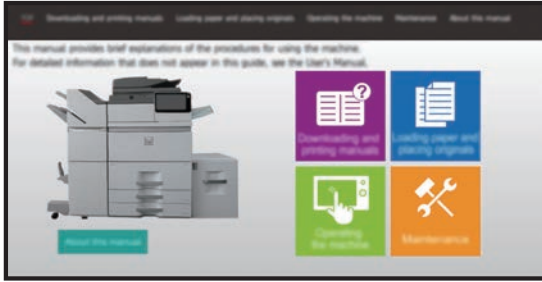 Downloading and printing manuals Loading paper and placing originals Operating the machine Maintenance About this manual
This manual provides brief explanations of the procedures for using the machine.
For detailed information that does not appear in this guide, see the User's Manual.
?
Downloading and
printing manuals
Loading paper and
placing originals
Operating
the machine
Maintenance
About this manual